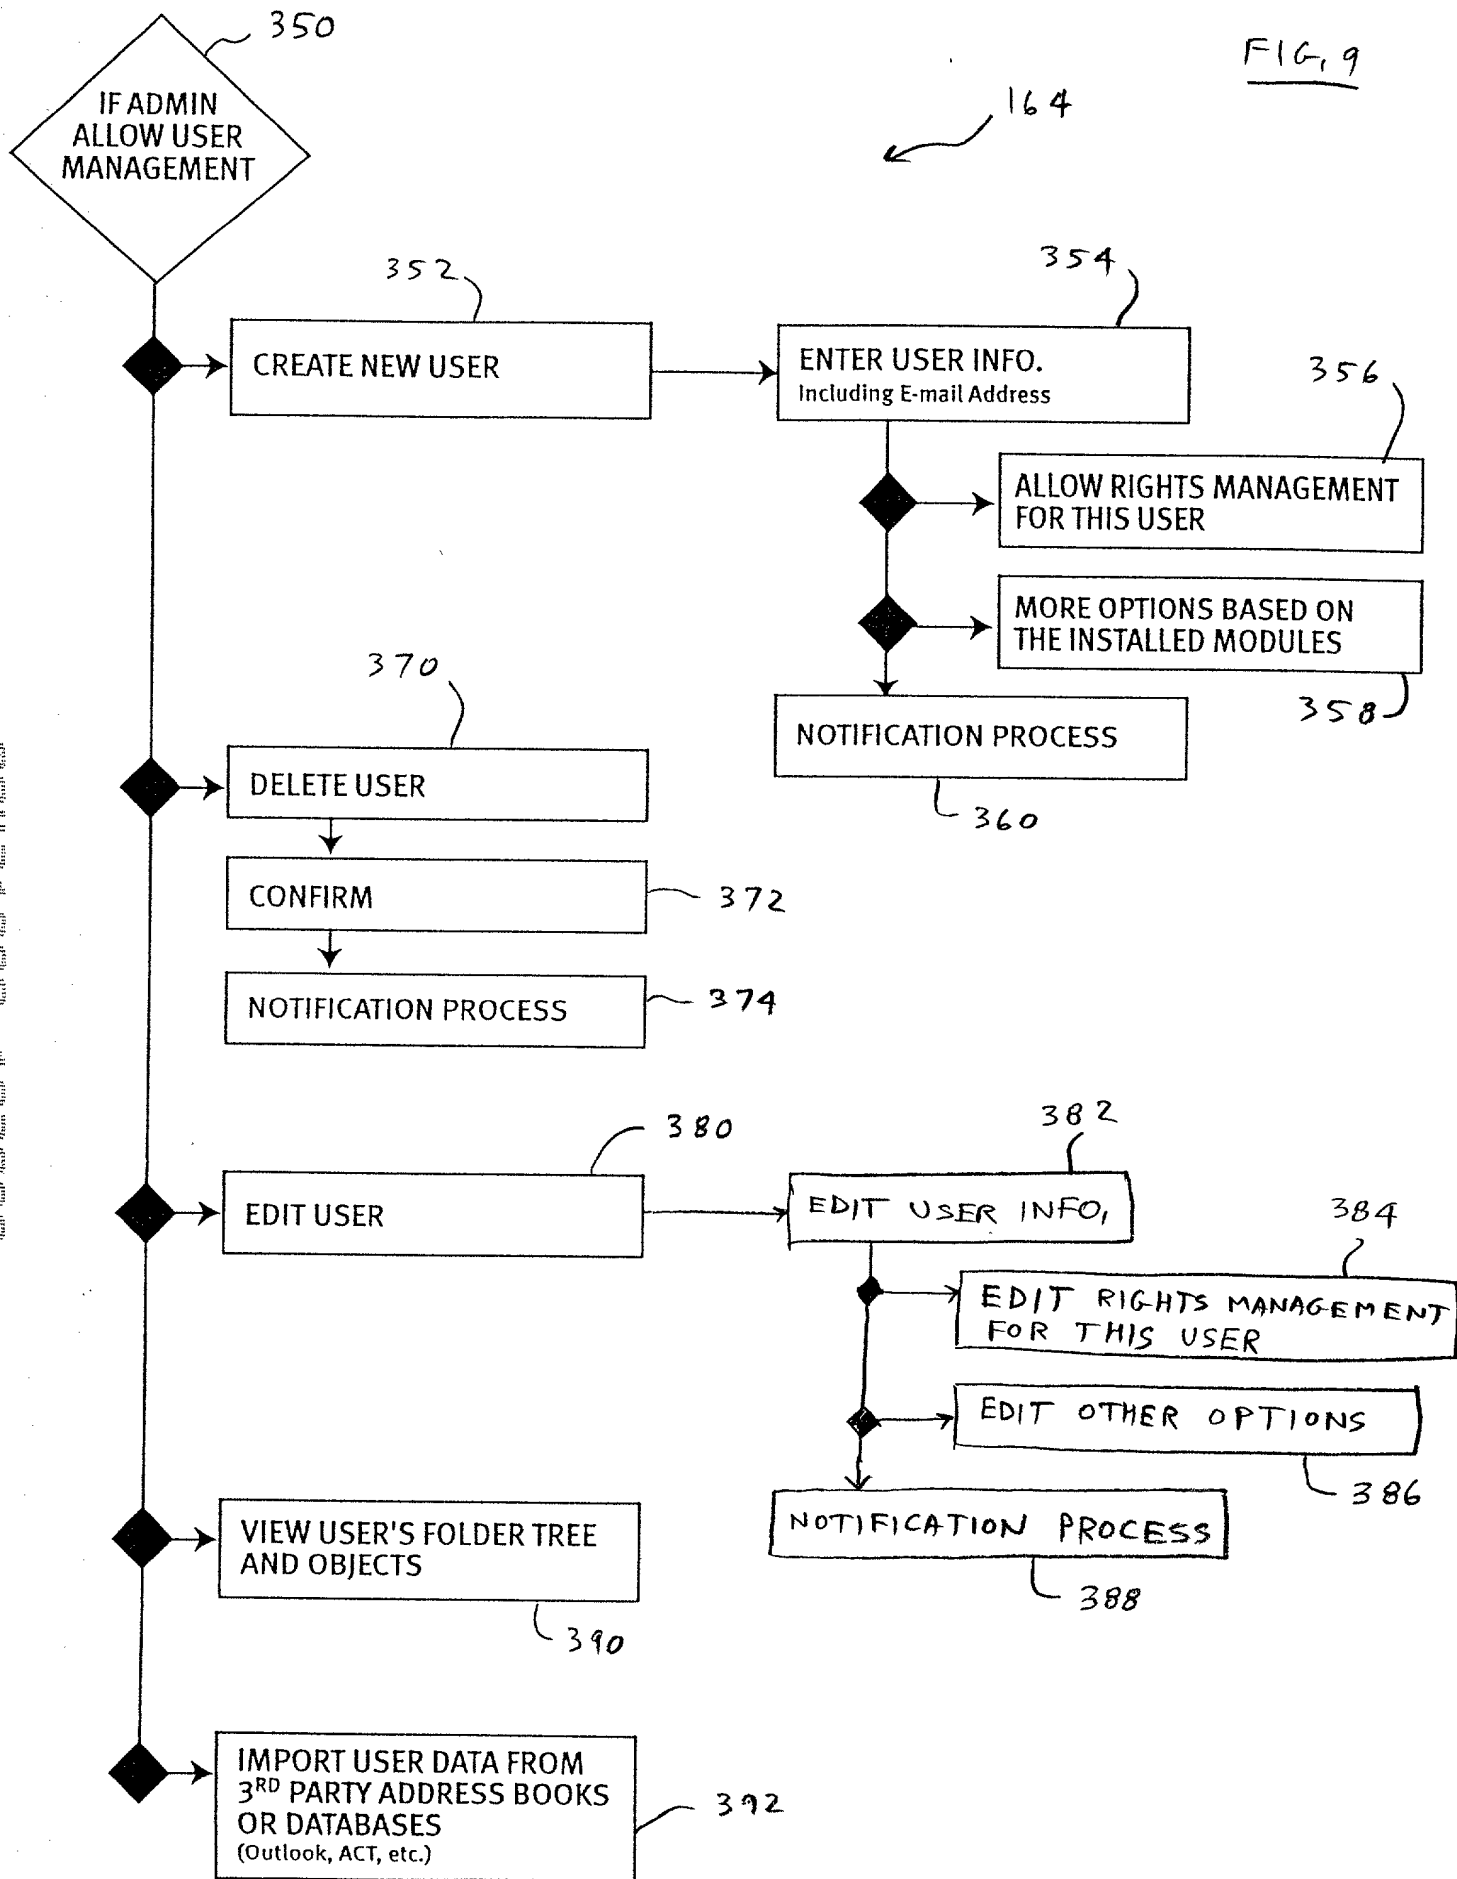 350
FIG. 9
IF ADMIN
ALLOW USER
MANAGEMENT
164
352
354
CREATE NEW USER
ENTER USER INFO.
Including E-mail Address
356
ALLOW RIGHTS MANAGEMENT
FOR THIS USER
MORE OPTIONS BASED ON
THE INSTALLED MODULES
358
370
NOTIFICATION PROCESS
360
DELETE USER
CONFIRM
372
NOTIFICATION PROCESS
374
380
382
EDIT USER
EDIT USER INFO.
384
EDIT RIGHTS MANAGEMENT
FOR THIS USER
EDIT OTHER OPTIONS
386
NOTIFICATION PROCESS
388
VIEW USER'S FOLDER TREE
AND OBJECTS
390
IMPORT USER DATA FROM
3RD PARTY ADDRESS BOOKS
OR DATABASES
(Outlook, ACT, etc.)
392